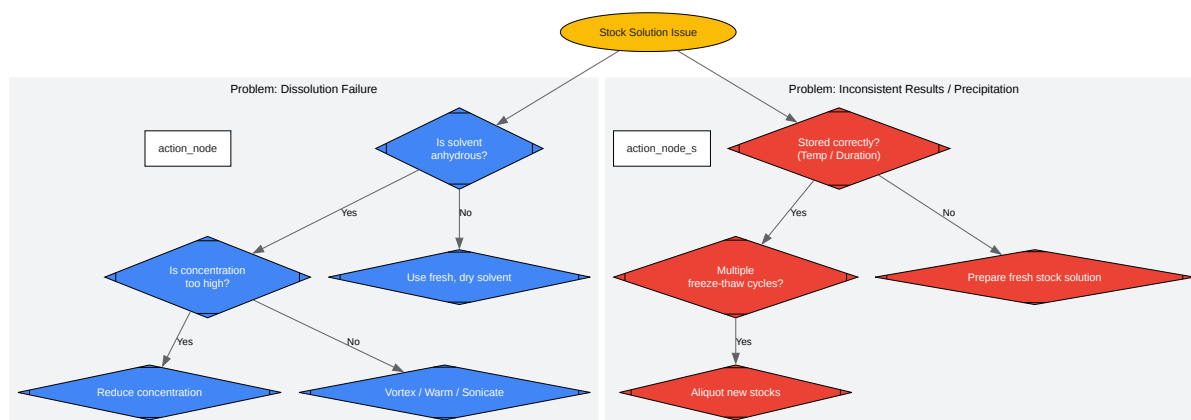 Stock Solution Issue
Problem: Dissolution Failure
action_node
Is solvent
anhydrous?
Yes
No
Is concentration
too high?
Use fresh, dry solvent
Yes
No
Reduce concentration
Vortex / Warm / Sonicate
Problem: Inconsistent Results / Precipitation
action_node_s
Stored correctly?
(Temp / Duration)
Yes
No
Multiple
freeze-thaw cycles?
Prepare fresh stock solution
Yes
Aliquot new stocks